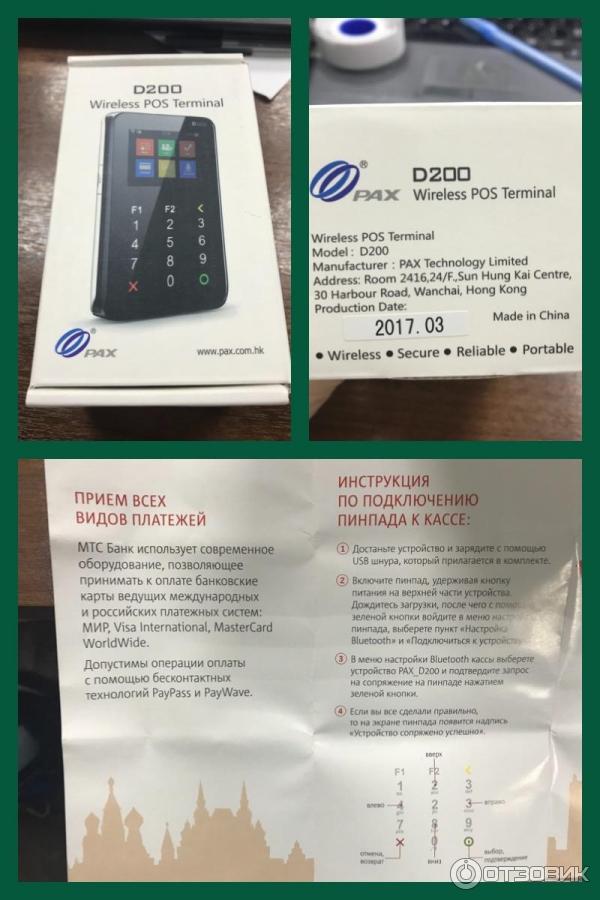 D200
Wireless POS Terminal
F1 F2 <
1 2 3
4 5 6
7 8 9
X 0 O
PAX ®
www.pax.com.hk
® PAX
D200
Wireless POS Terminal
Wireless POS Terminal
Model : D200
Manufacturer : PAX Technology Limited
Address: Room 2416,24/F.,Sun Hung Kai Centre,
30 Harbour Road, Wanchai, Hong Kong
Production Date:
2017.03
Made in China
• Wireless • Secure • Reliable • Portable
ПРИЕМ ВСЕХ
ВИДОВ ПЛАТЕЖЕЙ
МТС Банк использует современное
оборудование, позволяющее
принимать к оплате банковские
карты ведущих международных
и российских платежных систем:
МИР, Visa International, MasterCard
WorldWide.
Допустимы операции оплаты
с помощью бесконтактных
технологий PayPass и PayWave.
ИНСТРУКЦИЯ
ПО ПОДКЛЮЧЕНИЮ
ПИНПАДА К КАССЕ:
1 Достаньте устройство и зарядите с помощью
USB шнура, который прилагается в комплекте.
2 Включите пинпад, удерживая кнопку
питания на верхней части устройства.
Дождитесь загрузки, после чего с помощ
зеленой кнопки войдите в меню настрой
пинпада, выберете пункт «Настройка
Bluetooth» и «Подключиться к устройству
3 В меню настройки Bluetooth кассы выберете
устройство PAX_D200 и подтвердите запрос
на сопряжение на пинпаде нажатием
зеленой кнопки.
4 Если вы все сделали правильно,
то на экране пинпада появится надпись
«Устройство сопряжено успешно».
вверх
F1 F2 <
1 2 3
влево 4 2 3 вправо
7 8 9
X 0 O
отмена,
возврат
вниз
выбор,
подтверждение
ОТЗОВИК